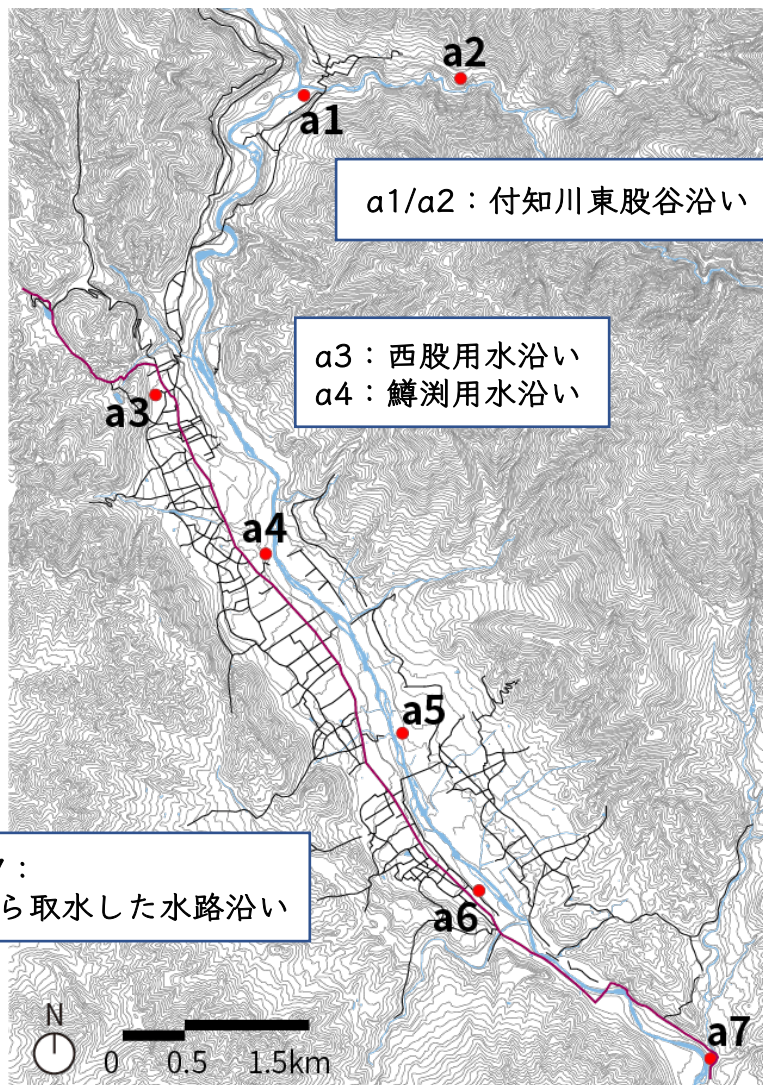 a2
a1
a1/a2：付知川東股谷沿い
a3：西股用水沿い
a4：鱒渕用水沿い
a3
a4
a5
7：
ら取水した水路沿い
a6
N
0 0.5 1.5km
a7